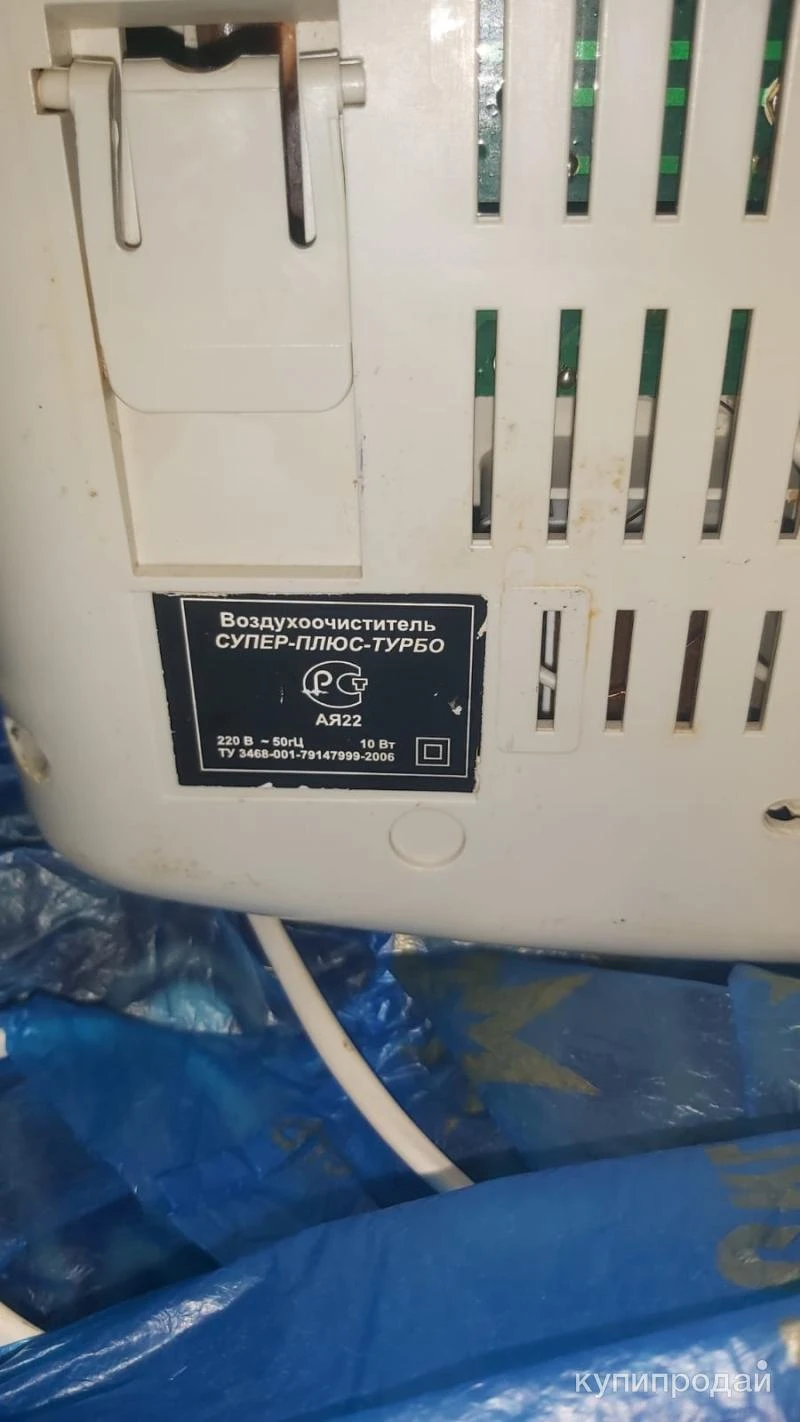 Воздухоочиститель
СУПЕР-ПЛЮС-ТУРБО
РСТ
АЯ22
220 В ~ 50гЦ 10 Вт
ТУ 3468-001-79147999-2006
купипродай